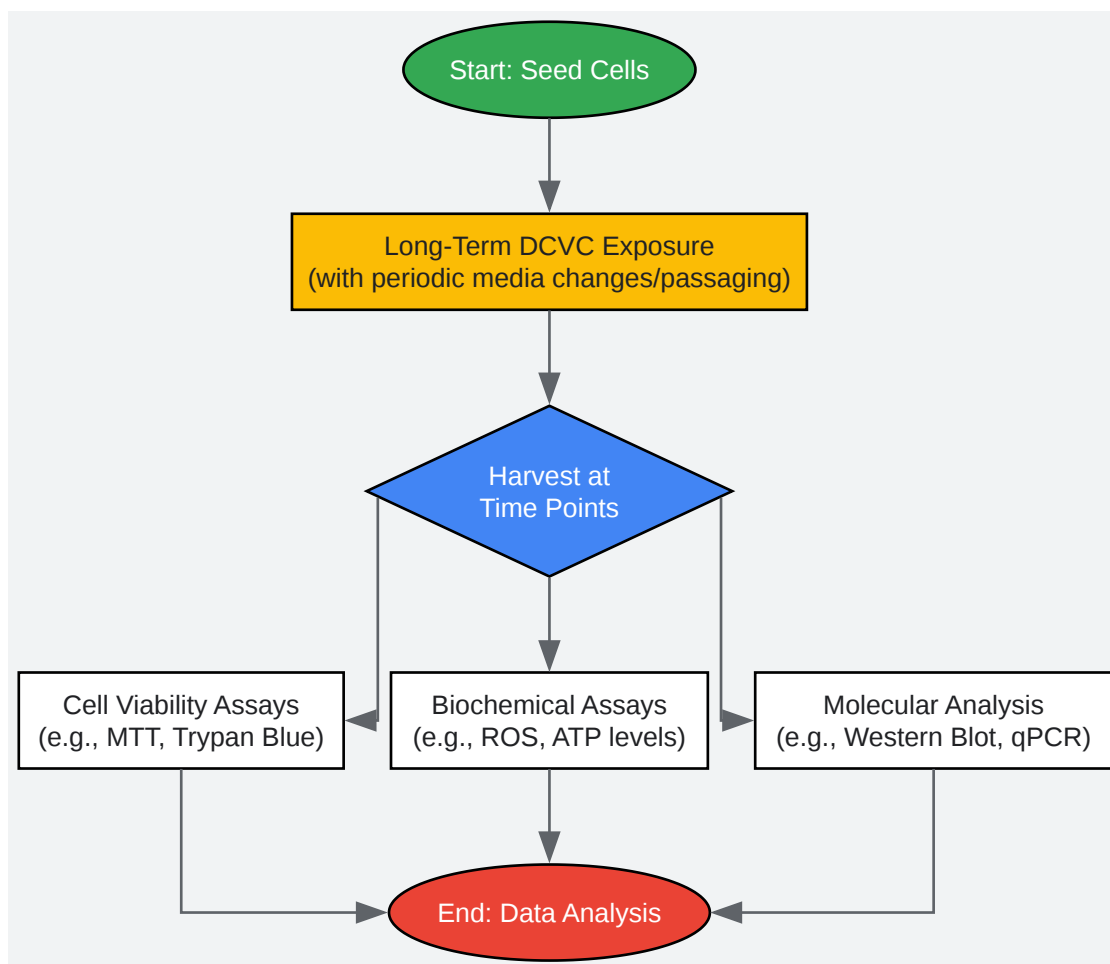 Start: Seed Cells
Long-Term DCVC Exposure
(with periodic media changes/passaging)
Harvest at
Time Points
Cell Viability Assays
(e.g., MTT, Trypan Blue)
Biochemical Assays
(e.g., ROS, ATP levels)
Molecular Analysis
(e.g., Western Blot, qPCR)
End: Data Analysis